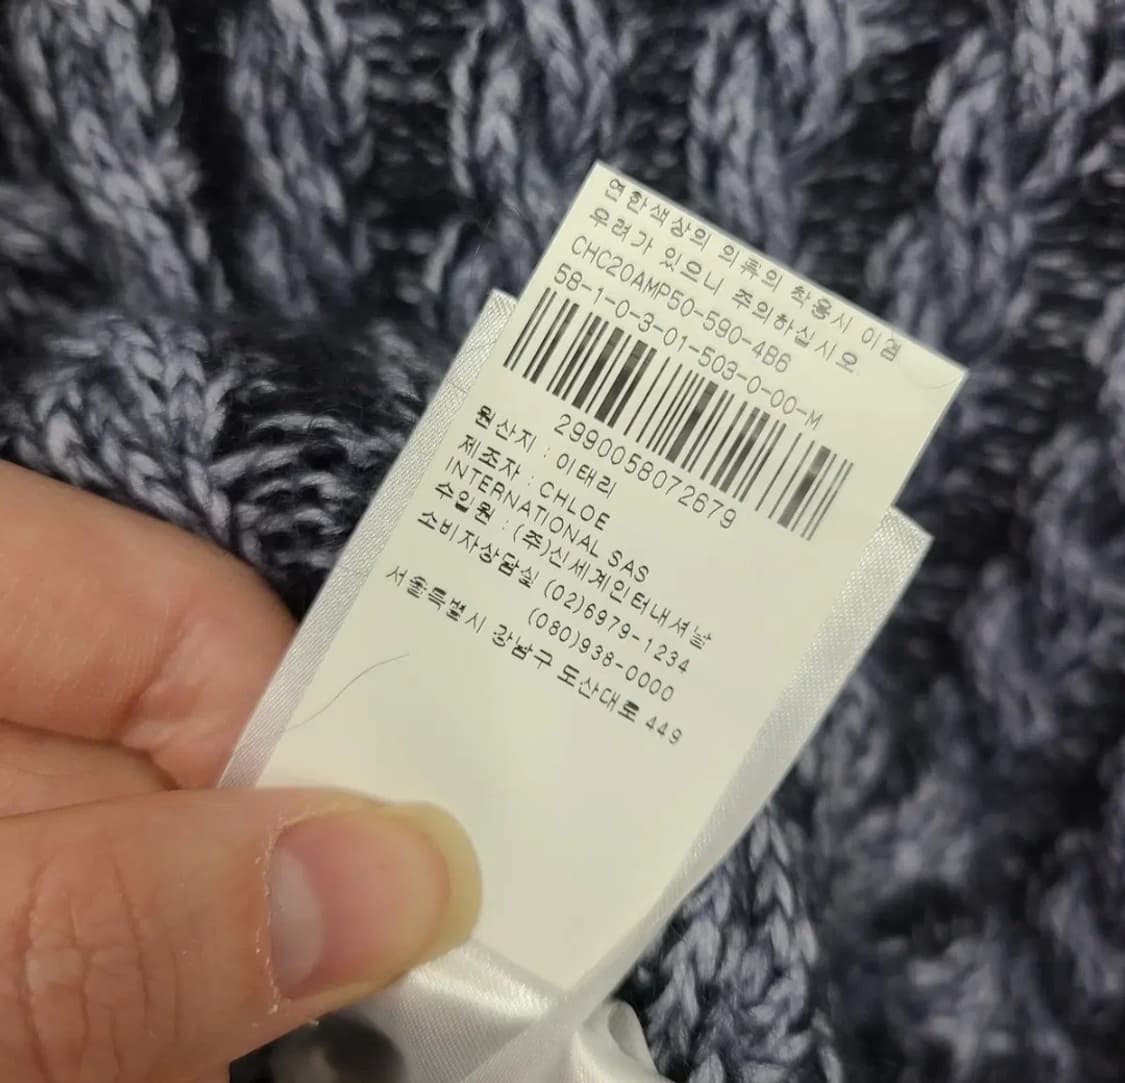 연한색상의 의류의 착용시 이염
우려가 있으니 주의하십시오
CHC20AMP50-590-4B6
58-1-0-3-01-503-0-00-M
2990058072679
원산지 : 이태리
제조자 : CHLOE
INTERNATIONAL SAS
수입원 : (주)신세계인터내셔날
소비자상담실 (02)6979-1234
(080)938-0000
서울특별시 강남구 도산대로 449